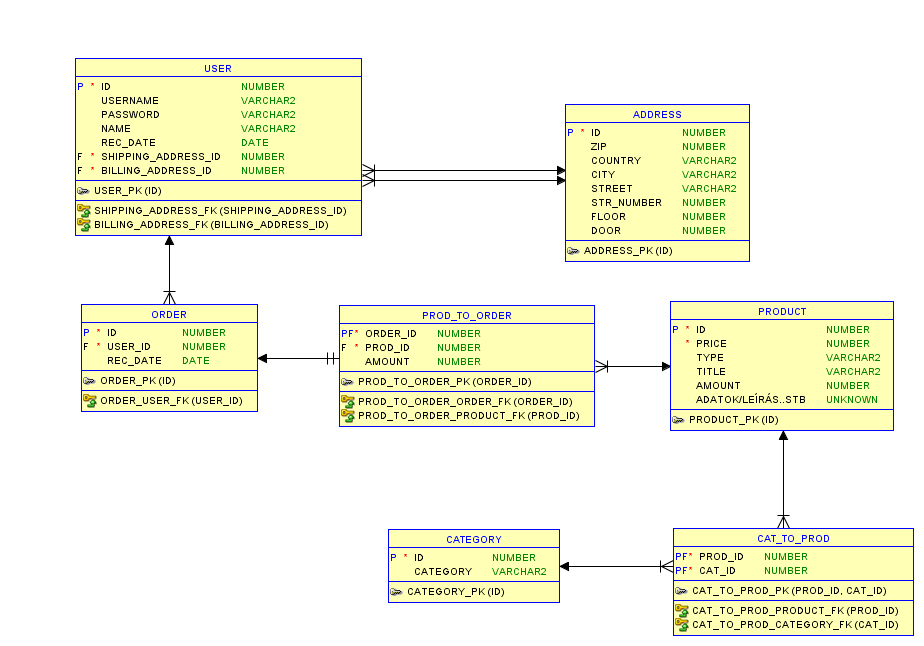 USER
P * ID NUMBER
USERNAME VARCHAR2
PASSWORD VARCHAR2
NAME VARCHAR2
REC_DATE DATE
F * SHIPPING_ADDRESS_ID NUMBER
F * BILLING_ADDRESS_ID NUMBER
USER_PK (ID)
SHIPPING_ADDRESS_FK (SHIPPING_ADDRESS_ID)
BILLING_ADDRESS_FK (BILLING_ADDRESS_ID)
ADDRESS
P * ID NUMBER
ZIP NUMBER
COUNTRY VARCHAR2
CITY VARCHAR2
STREET VARCHAR2
STR_NUMBER NUMBER
FLOOR NUMBER
DOOR NUMBER
ADDRESS_PK (ID)
ORDER
P * ID NUMBER
F * USER_ID NUMBER
REC_DATE DATE
ORDER_PK (ID)
ORDER_USER_FK (USER_ID)
PROD_TO_ORDER
PF* ORDER_ID NUMBER
F * PROD_ID NUMBER
AMOUNT NUMBER
PROD_TO_ORDER_PK (ORDER_ID)
PROD_TO_ORDER_ORDER_FK (ORDER_ID)
PROD_TO_ORDER_PRODUCT_FK (PROD_ID)
PRODUCT
P * ID NUMBER
* PRICE NUMBER
TYPE VARCHAR2
TITLE VARCHAR2
AMOUNT NUMBER
ADATOK/LEÍRÁS..STB UNKNOWN
PRODUCT_PK (ID)
CATEGORY
P * ID NUMBER
CATEGORY VARCHAR2
CATEGORY_PK (ID)
CAT_TO_PROD
PF* PROD_ID NUMBER
PF* CAT_ID NUMBER
CAT_TO_PROD_PK (PROD_ID, CAT_ID)
CAT_TO_PROD_PRODUCT_FK (PROD_ID)
CAT_TO_PROD_CATEGORY_FK (CAT_ID)